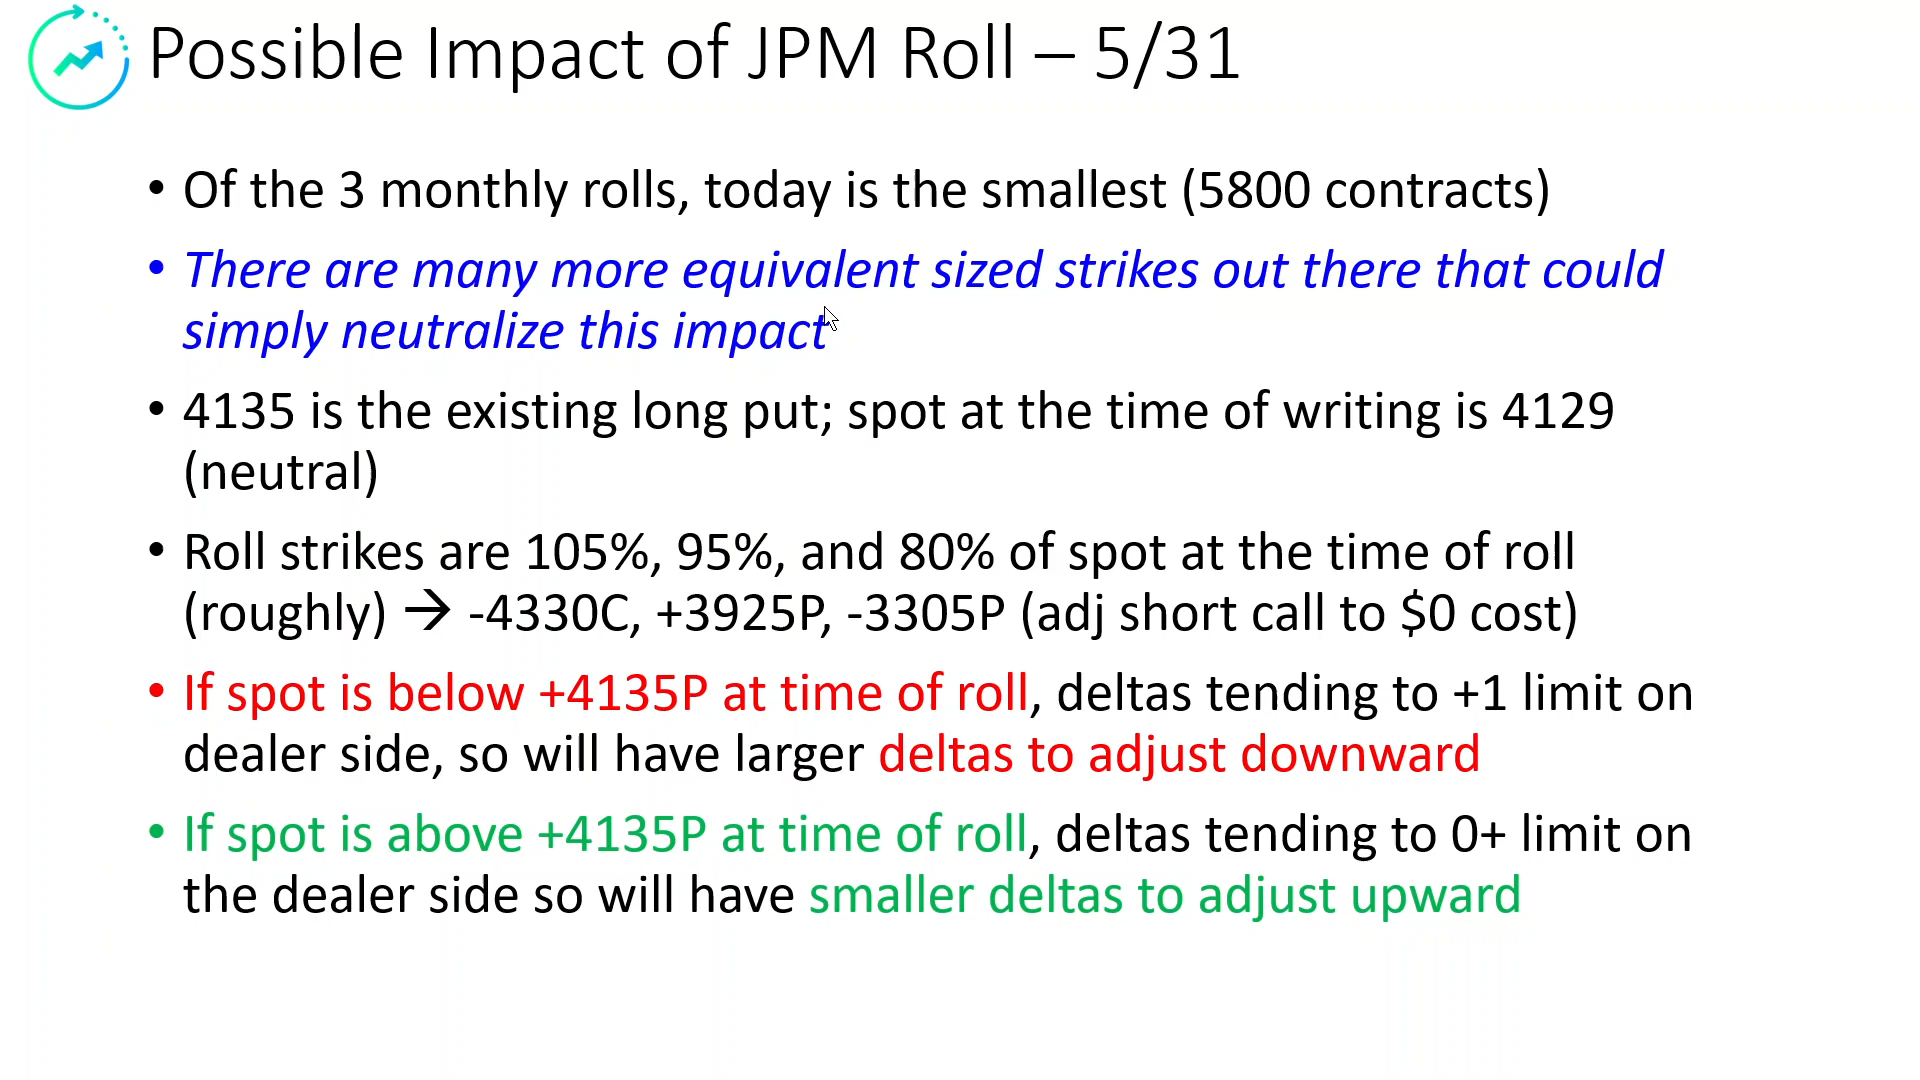 Possible Impact of JPM Roll – 5/31
• Of the 3 monthly rolls, today is the smallest (5800 contracts)
• There are many more equivalent sized strikes out there that could
simply neutralize this impact
• 4135 is the existing long put; spot at the time of writing is 4129
(neutral)
• Roll strikes are 105%, 95%, and 80% of spot at the time of roll
(roughly) → -4330C, +3925P, -3305P (adj short call to $0 cost)
• If spot is below +4135P at time of roll, deltas tending to +1 limit on
dealer side, so will have larger deltas to adjust downward
• If spot is above +4135P at time of roll, deltas tending to 0+ limit on
the dealer side so will have smaller deltas to adjust upward